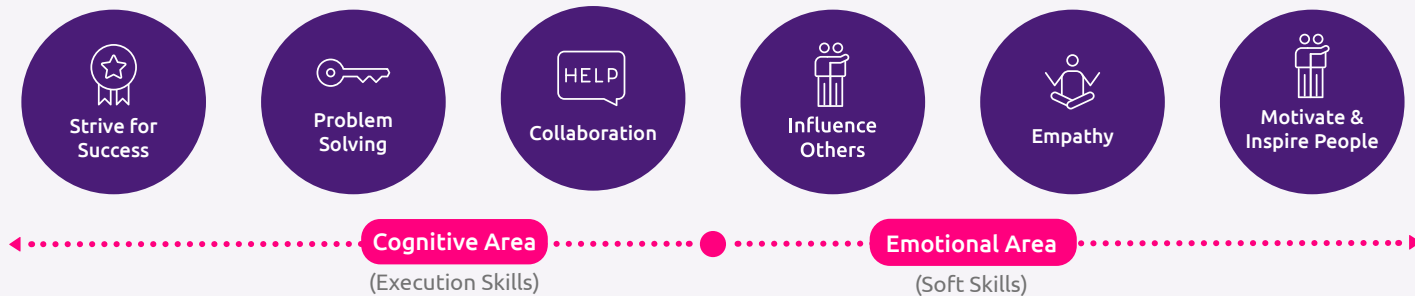 Strive for
Success
Problem
Solving
HELP
Collaboration
Influence
Others
Empathy
Motivate &
Inspire People
Cognitive Area
(Execution Skills)
Emotional Area
(Soft Skills)